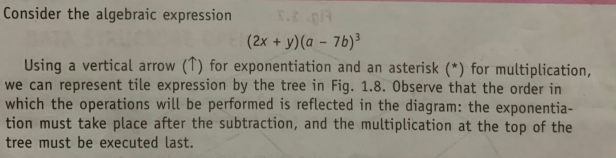 Consider the algebraic expression
(2x + y)(a - 7b)³
Using a vertical arrow (↑) for exponentiation and an asterisk (*) for multiplication,
we can represent tile expression by the tree in Fig. 1.8. Observe that the order in
which the operations will be performed is reflected in the diagram: the exponentia-
tion must take place after the subtraction, and the multiplication at the top of the
tree must be executed last.